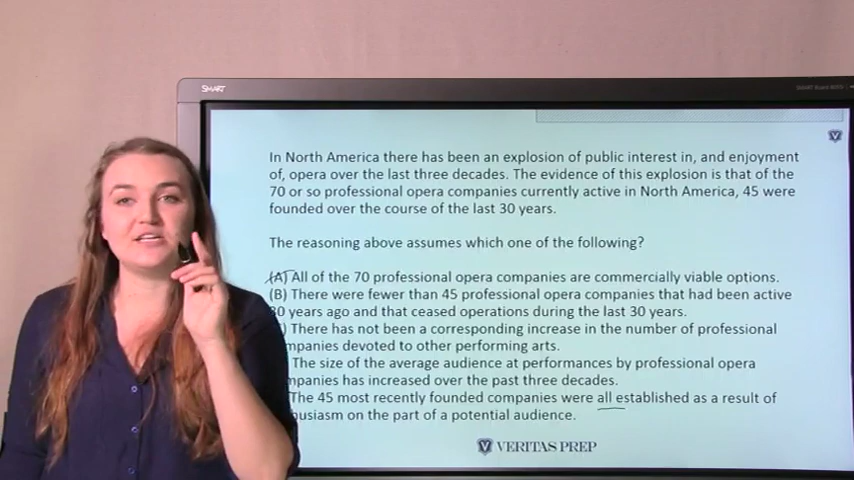 SMART
In North America there has been an explosion of public interest in, and enjoyment
of, opera over the last three decades. The evidence of this explosion is that of the
70 or so professional opera companies currently active in North America, 45 were
founded over the course of the last 30 years.
The reasoning above assumes which one of the following?
(A) All of the 70 professional opera companies are commercially viable options.
(B) There were fewer than 45 professional opera companies that had been active
30 years ago and that ceased operations during the last 30 years.
) There has not been a corresponding increase in the number of professional
mpanies devoted to other performing arts.
The size of the average audience at performances by professional opera
mpanies has increased over the past three decades.
The 45 most recently founded companies were all established as a result of
usiasm on the part of a potential audience.
VERITAS PREP